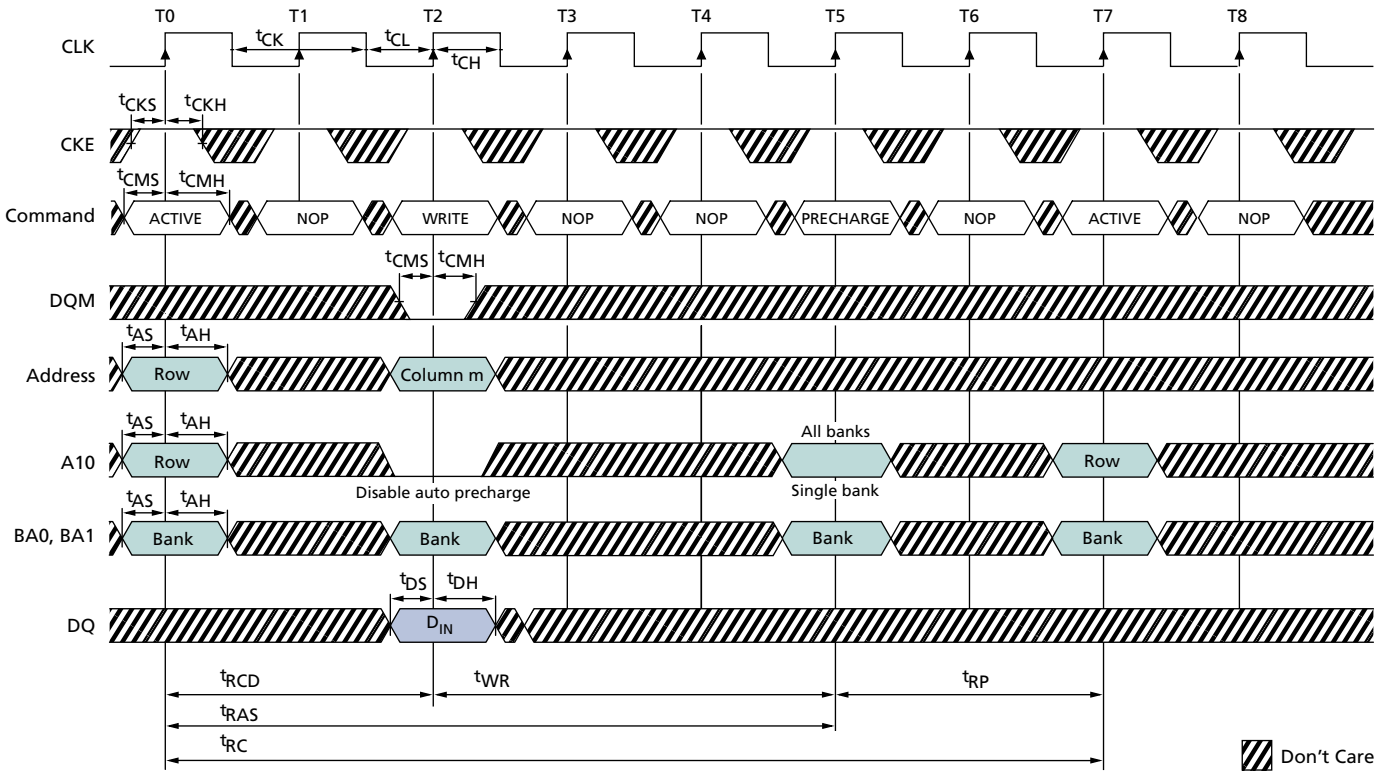 T0 T1 T2 T3 T4 T5 T6 T7 T8
CLK
tCK tCL
tCH
tCKS tCKH
CKE
tCMS tCMH
Command ACTIVE NOP WRITE NOP NOP PRECHARGE NOP ACTIVE NOP
tCMS tCMH
DQM
tAS tAH
Address Row Column m
tAS tAH
All banks
A10 Row Row
Disable auto precharge Single bank
tAS tAH
BA0, BA1 Bank Bank Bank Bank
tDS tDH
DQ DIN
tRCD tWR tRP
tRAS
tRC
Don't Care